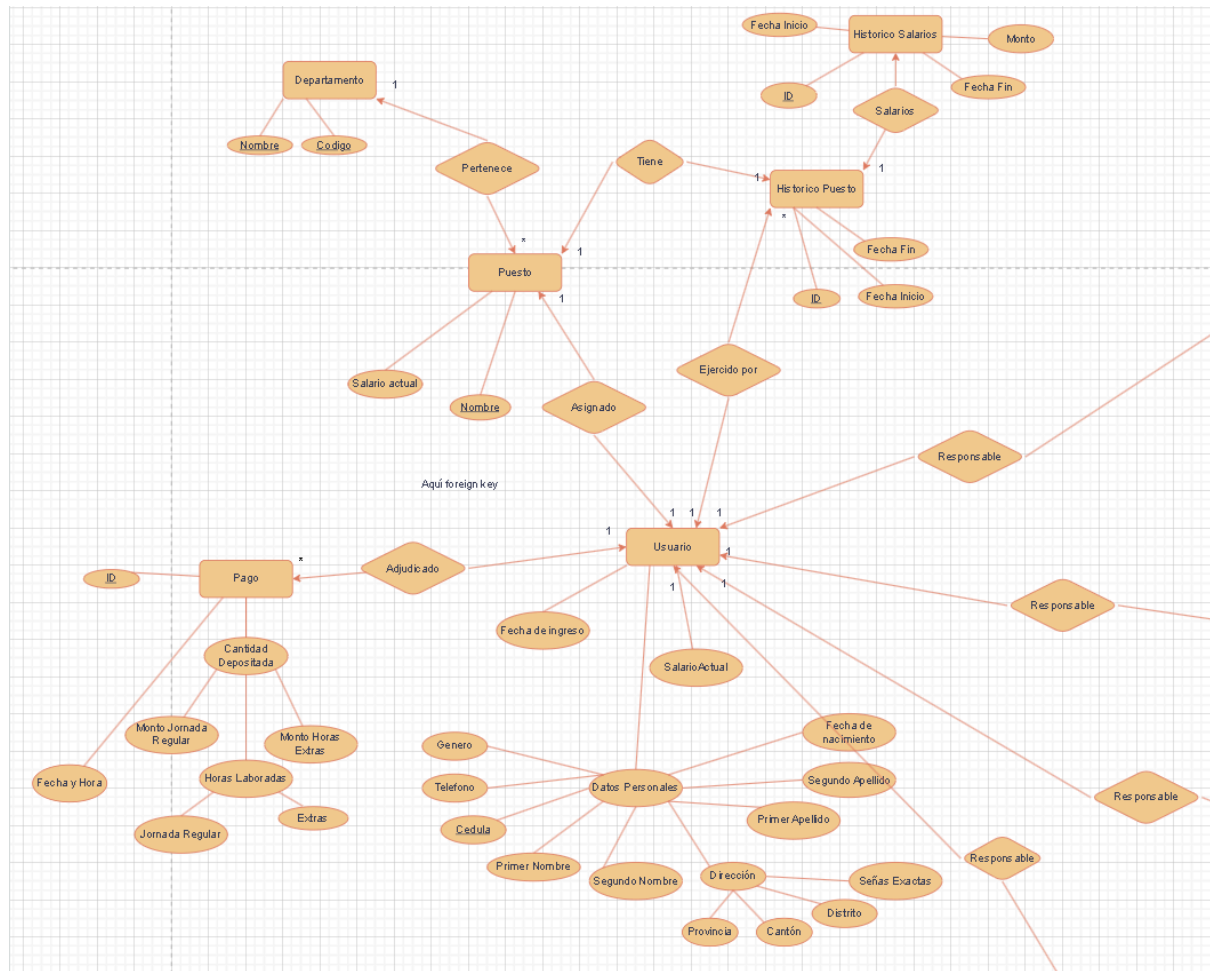 Fecha Inicio
Historico Salarios
Monto
Departamento
1
ID
Fecha Fin
Salarios
Nombre
Codigo
Pertenece
Tiene
1
1
Historico Puesto
*
*
Fecha Fin
1
Puesto
1
ID
Fecha Inicio
Salario actual
Nombre
Asignado
Ejercido por
Responsable
Aquí foreign key
1
1
1
1
Usuario
1
*
Adjudicado
Pago
ID
1
1
Responsable
Fecha de ingreso
SalarioActual
Cantidad
Depositada
Monto Jornada
Regular
Monto Horas
Extras
Fecha de
nacimiento
Genero
Horas Laboradas
Fecha y Hora
Telefono
Datos Personales
Segundo Apellido
Responsable
Extras
Jornada Regular
Cedula
Primer Apellido
Primer Nombre
Segundo Nombre
Dirección
Señas Exactas
Responsable
Distrito
Provincia
Cantón